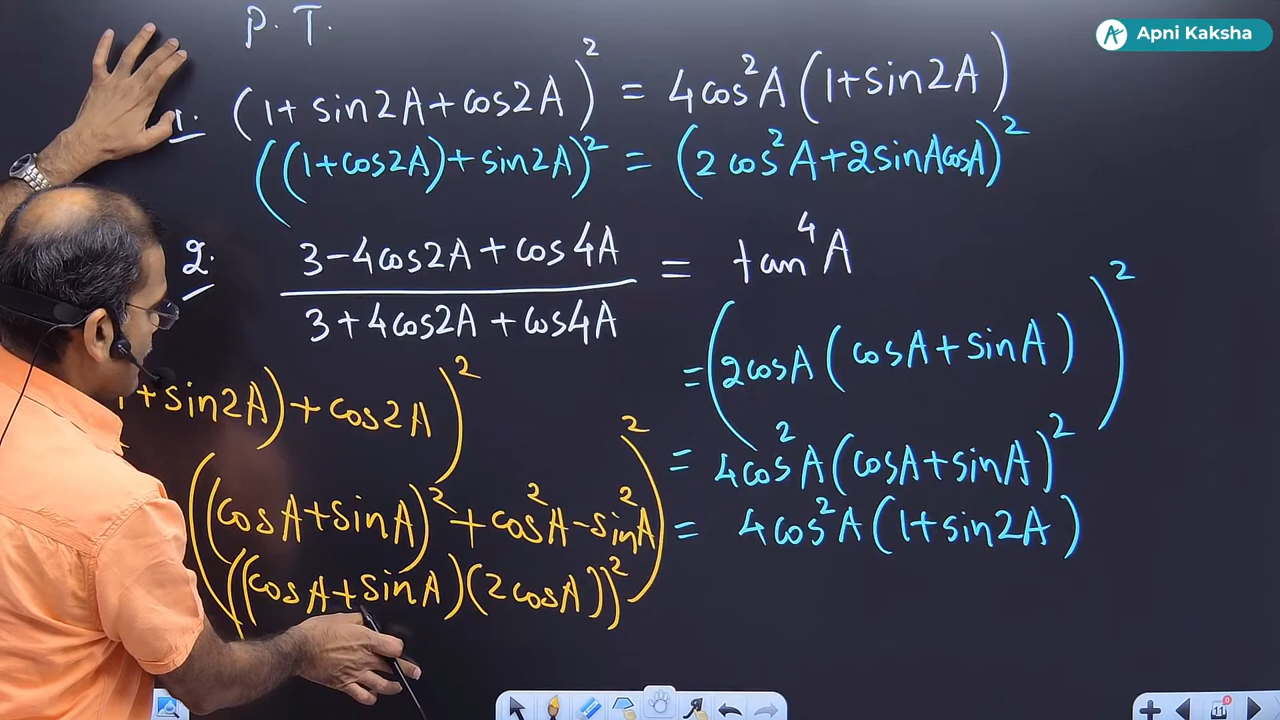 Apni Kaksha
P. T.
1. (1+ sin2A+cos2A)² = 4cos²A(1+sin2A)
((1+cos2A)+sin2A)² = (2cos²A+2sinAcosA)²
2. 3-4cos2A+cos4A
= tan⁴A
3+4cos2A+cos4A
=(2cosA(cosA+sinA))²
+sin2A)+cos2A)²
= 4cos²A(cosA+sinA)²
((cosA+sinA)²+cos²A-sin²A)²
= 4cos²A(1+sin2A)
((cosA+sinA)(2cosA))²
11